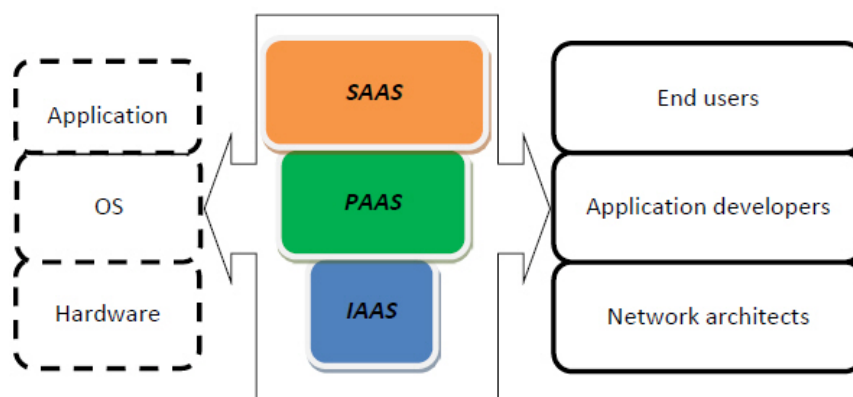 Application
SAAS
End users
OS
PAAS
Application developers
Hardware
IAAS
Network architects